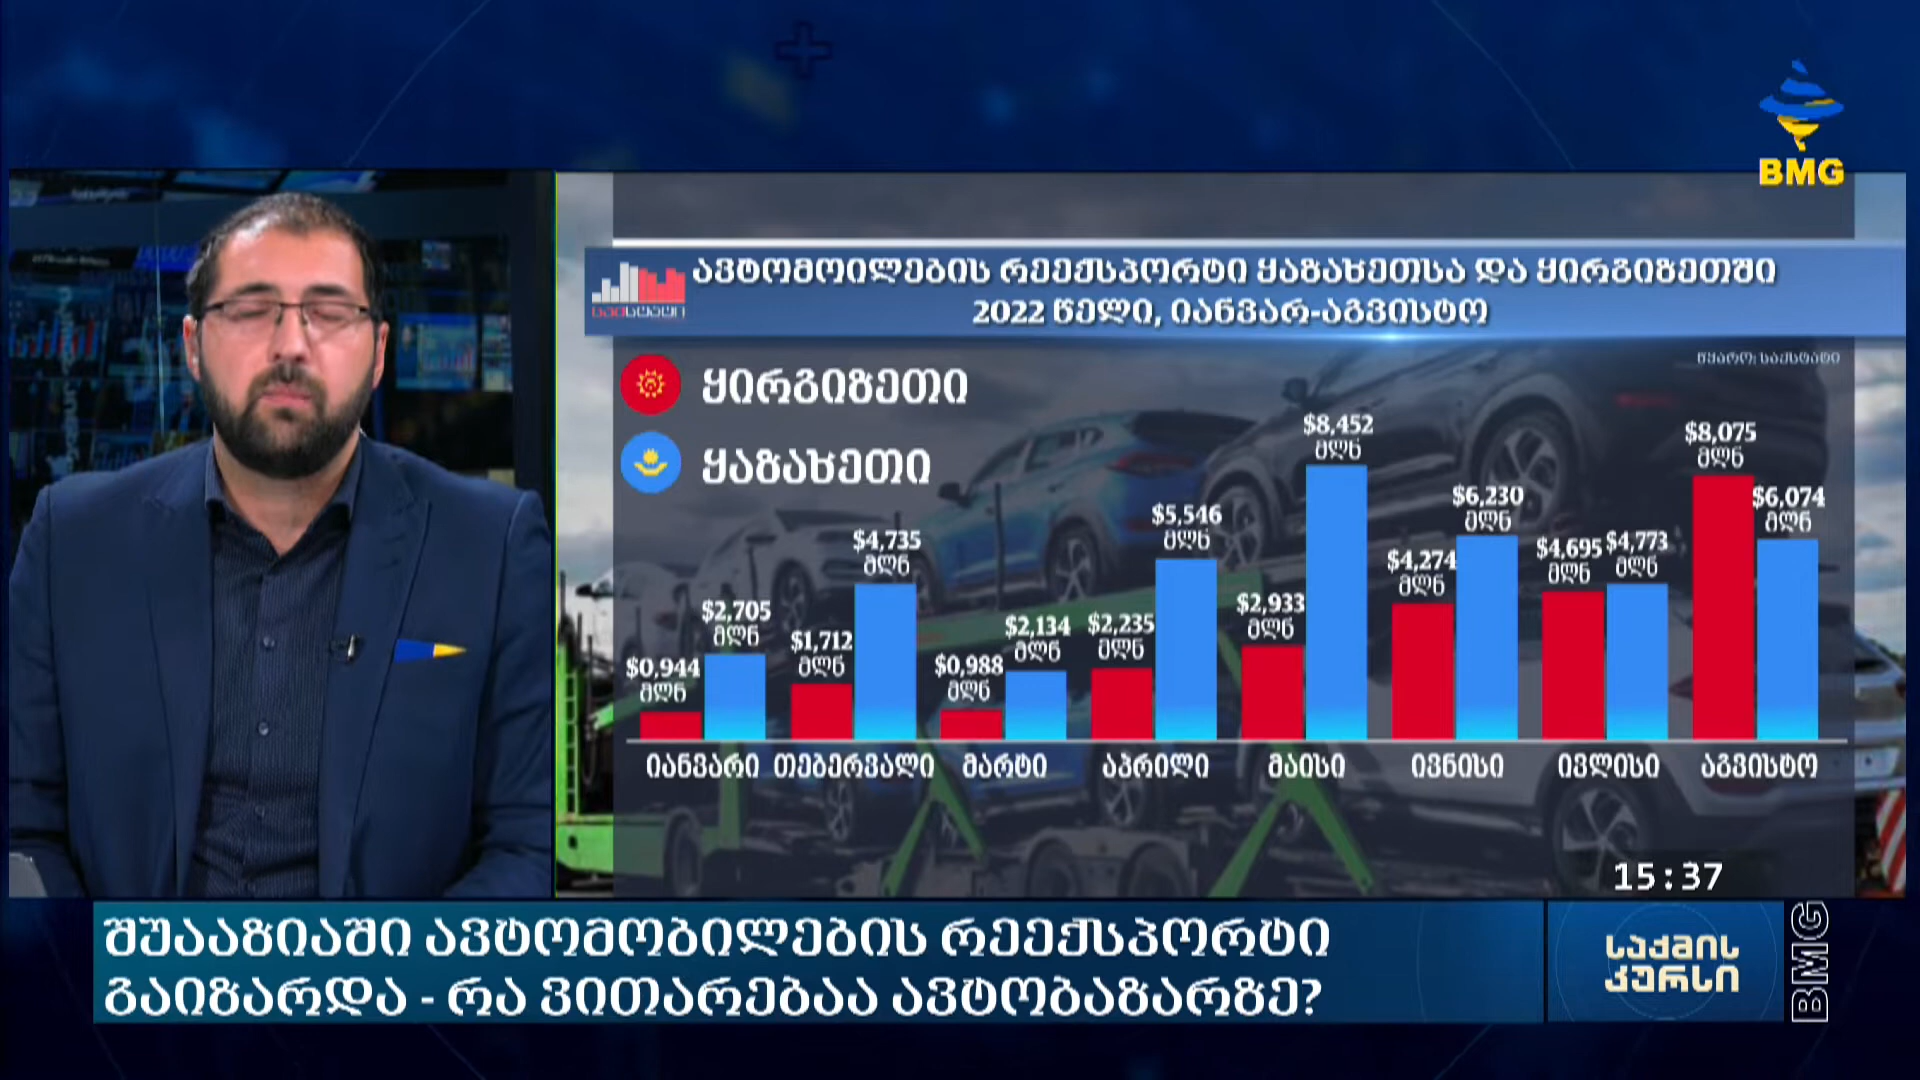 BMG
ავტომოილების რეექსპორტი ყაზახეთსა და ყირგიზეთში
2022 წელი, იანვარ-აგვისტო
საქსტატი
წყარო: საქსტატი
ყირგიზეთი
ყაზახეთი
$0,944
მლნ
$2,705
მლნ
$1,712
მლნ
$4,735
მლნ
$0,988
მლნ
$2,134
მლნ
$2,235
მლნ
$5,546
მლნ
$2,933
მლნ
$8,452
მლნ
$4,274
მლნ
$6,230
მლნ
$4,695
მლნ
$4,773
მლნ
$8,075
მლნ
$6,074
მლნ
იანვარი თებერვალი მარტი აპრილი მაისი ივნისი ივლისი აგვისტო
15:37
შუააზიაში ავტომობილების რეექსპორტი
გაიზარდა - რა ვითარებაა ავტობაზარზე?
საქმის
კურსი
BMG